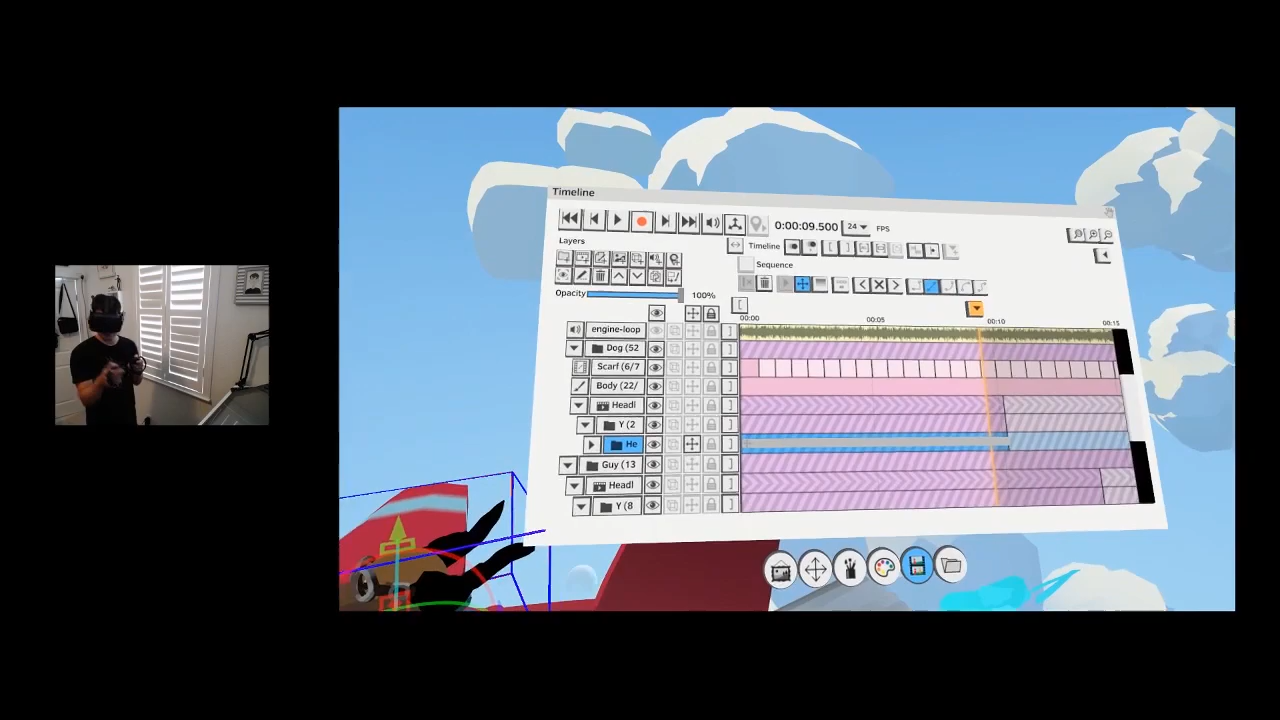 Timeline
0:00:09.500 24 FPS
Layers
Timeline
Sequence
Opacity 100%
00:00 00:05 00:10 00:15
engine-loop
Dog (52
Scarf (6/7
Body (22/
Headl
Y (2
He
Guy (13
Headl
Y (8